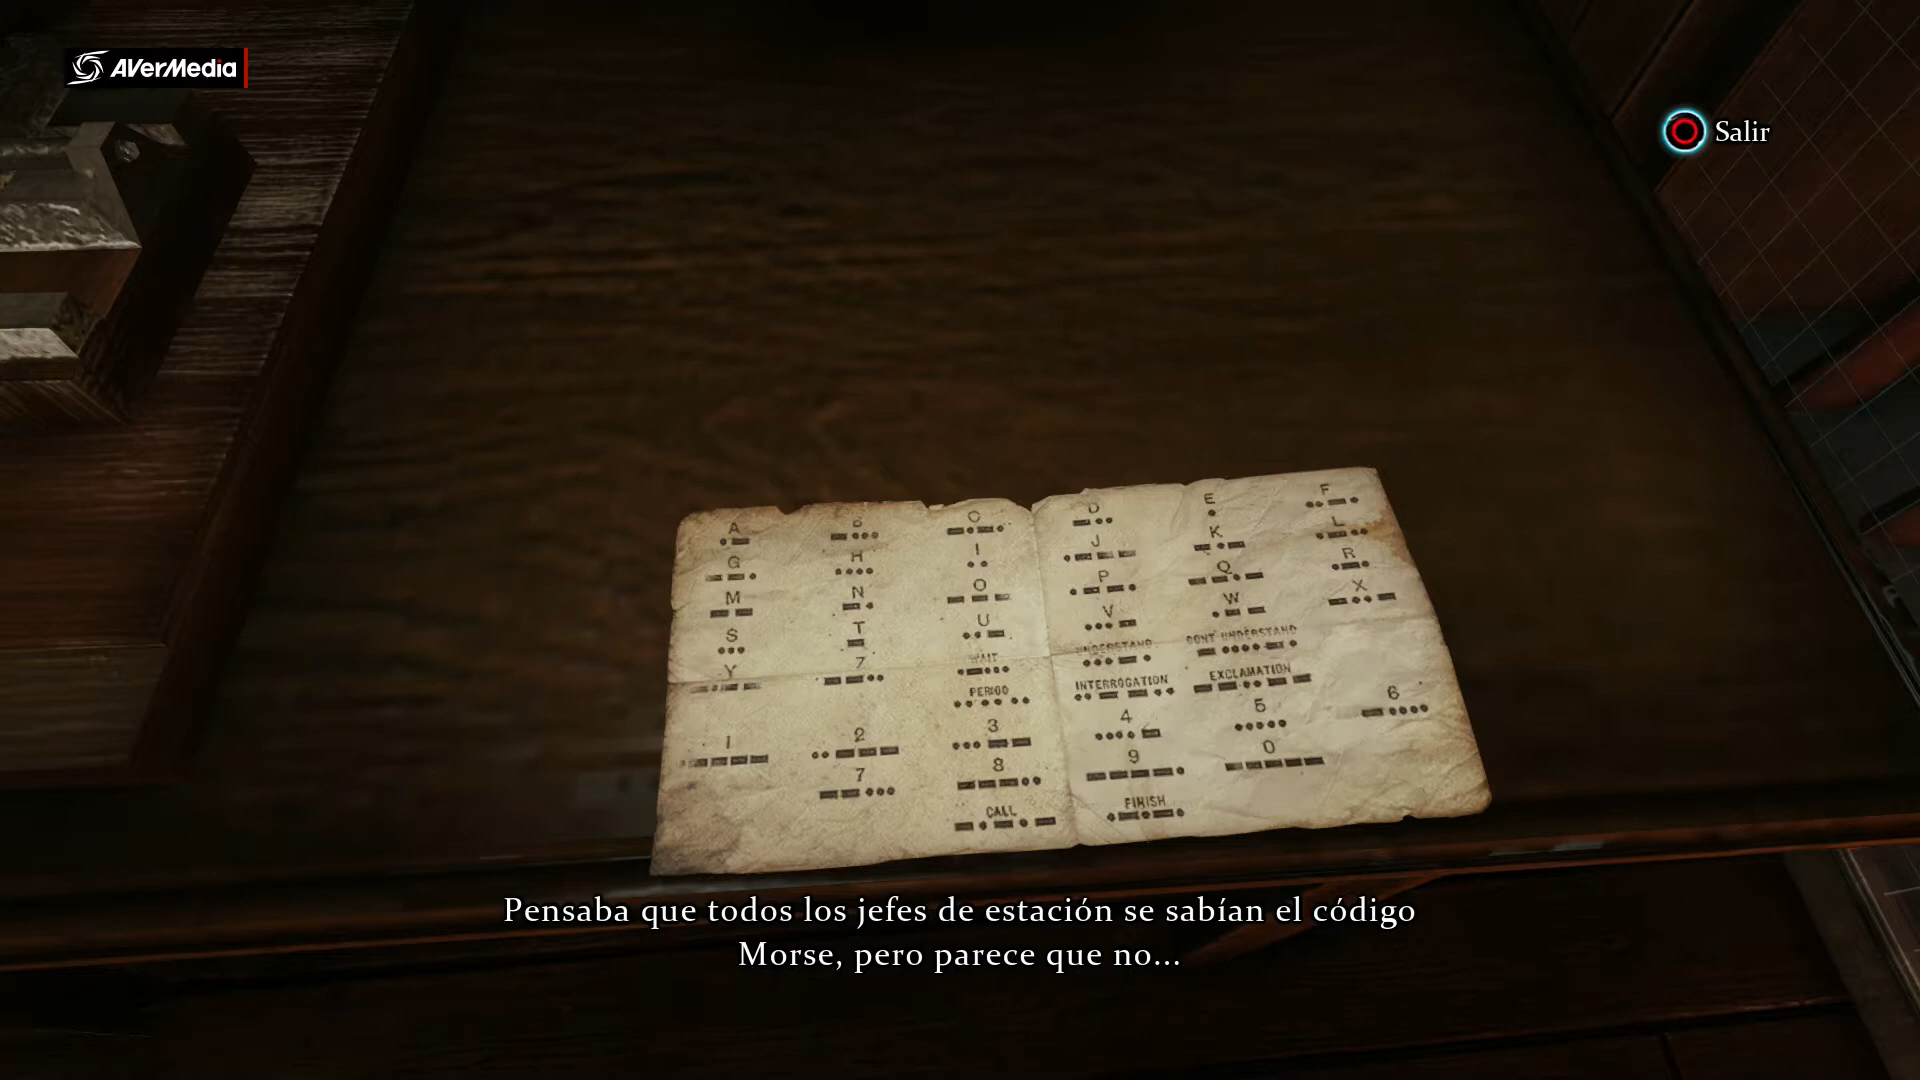 AVerMedia
Salir
A B C D E F
G H I J K L
M N O P Q R
S T U V W X
Y Z WAIT UNDERSTAND DONT UNDERSTAND
PERIOD INTERROGATION EXCLAMATION
1 2 3 4 5 6
7 8 9 0
CALL FINISH
Pensaba que todos los jefes de estación se sabían el código
Morse, pero parece que no...